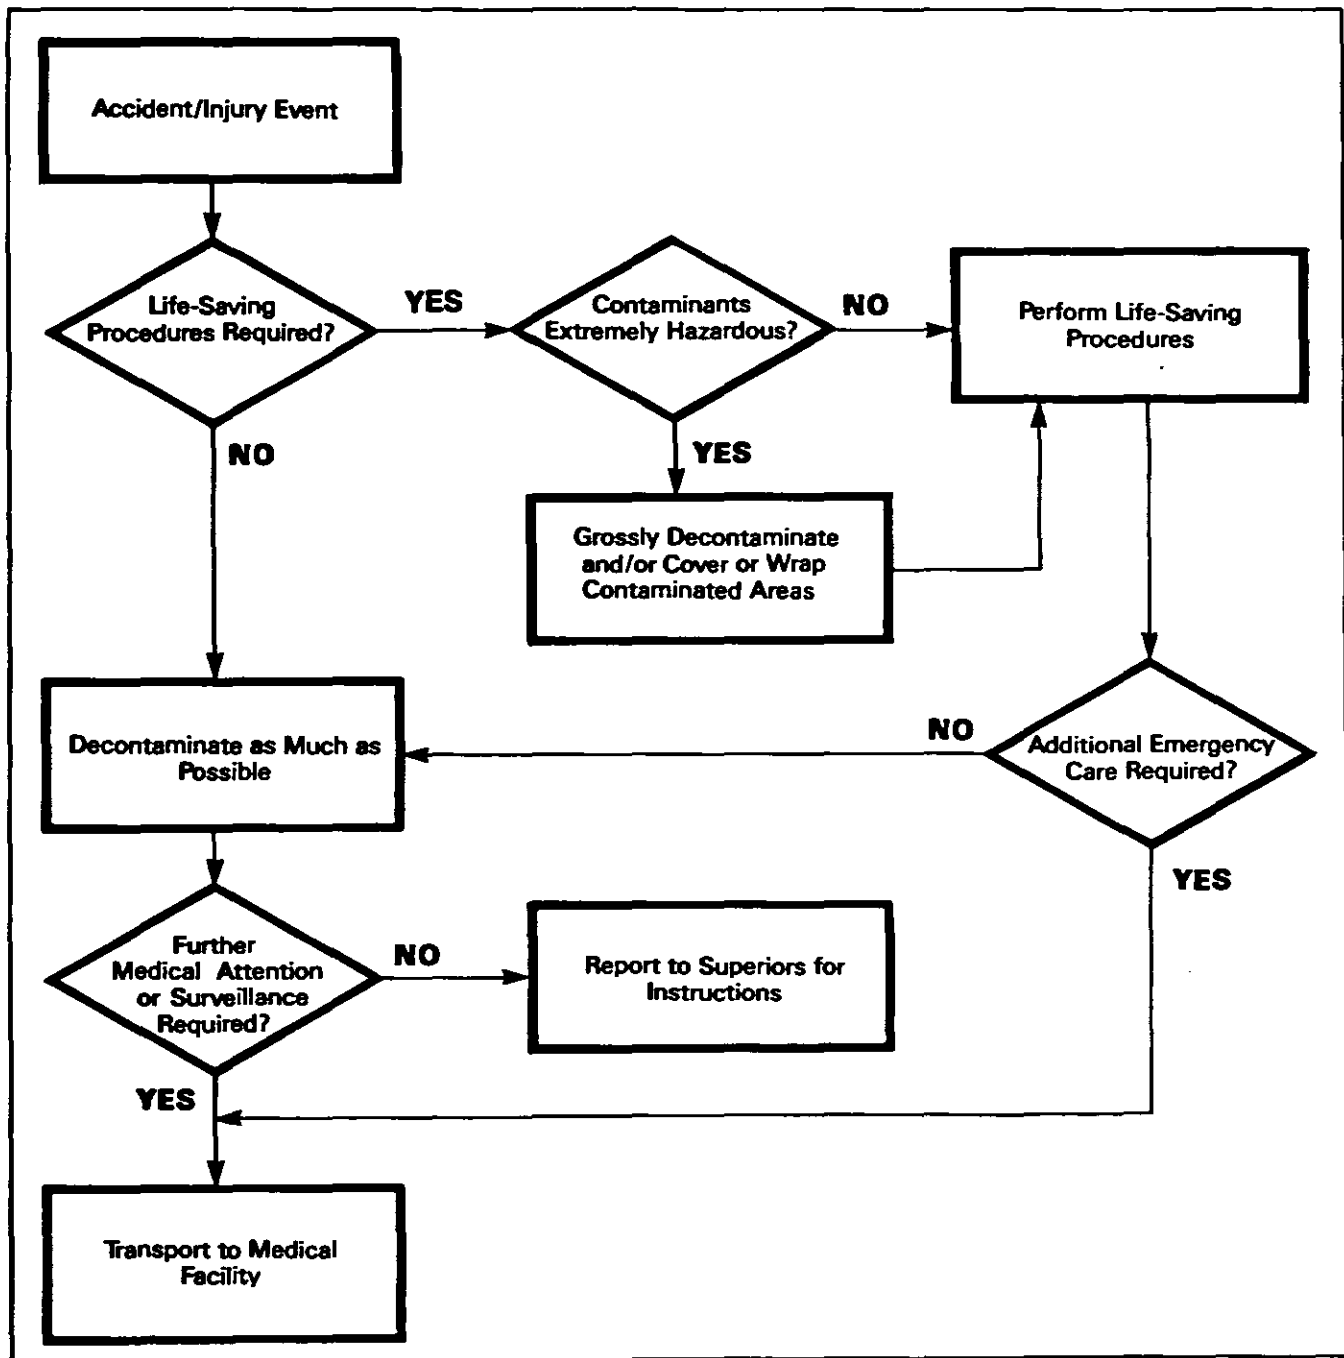 Accident/Injury Event
Life-Saving
Procedures Required?
YES
Contaminants
Extremely Hazardous?
NO
Perform Life-Saving
Procedures
NO
YES
Grossly Decontaminate
and/or Cover or Wrap
Contaminated Areas
Decontaminate as Much as
Possible
NO
Additional Emergency
Care Required?
YES
Further
Medical Attention
or Surveillance
Required?
NO
Report to Superiors for
Instructions
YES
Transport to Medical
Facility